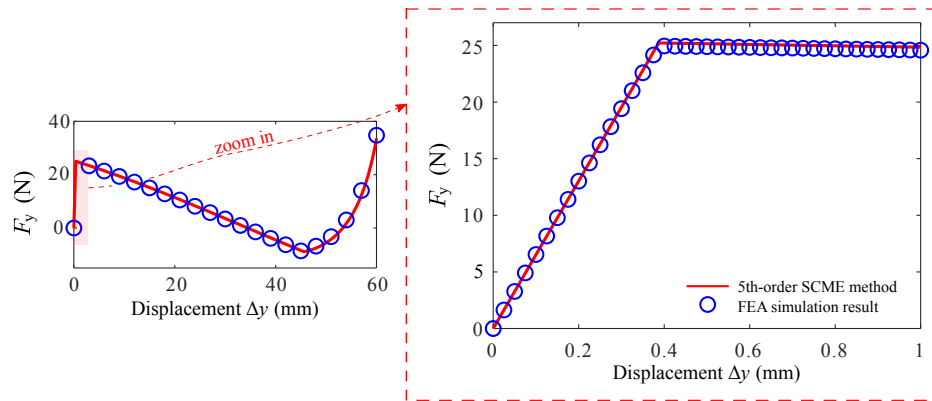 40
20
0
0
20
40
60
F_y (N)
Displacement Δy (mm)
zoom in
25
20
15
10
5
0
0
0.2
0.4
0.6
0.8
1
F_y (N)
Displacement Δy (mm)
5th-order SCME method
FEA simulation result